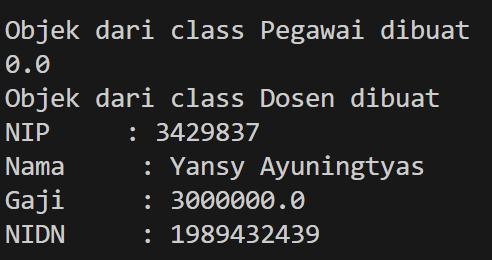 Objek dari class Pegawai dibuat
0.0
Objek dari class Dosen dibuat
NIP     : 3429837
Nama     : Yansy Ayuningtyas
Gaji     : 3000000.0
NIDN     : 1989432439